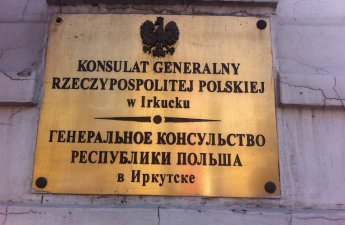 KONSULAT GENERALNY
RZECZYPOSPOLITEJ POLSKIEJ
w Irkucku
ГЕНЕРАЛЬНОЕ КОНСУЛЬСТВО
РЕСПУБЛИКИ ПОЛЬША
в Иркутске